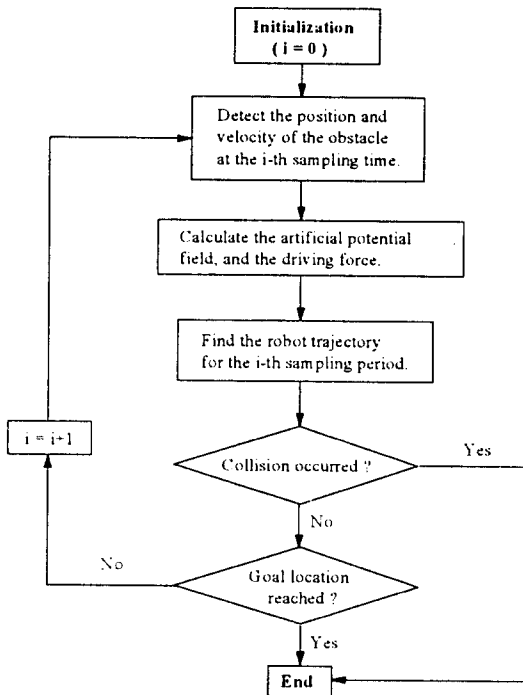 Initialization
( i = 0 )
Detect the position and
velocity of the obstacle
at the i-th sampling time.
Calculate the artificial potential
field, and the driving force.
Find the robot trajectory
for the i-th sampling period.
i = i+1
Collision occurred ?
Yes
No
No
Goal location
reached ?
Yes
End